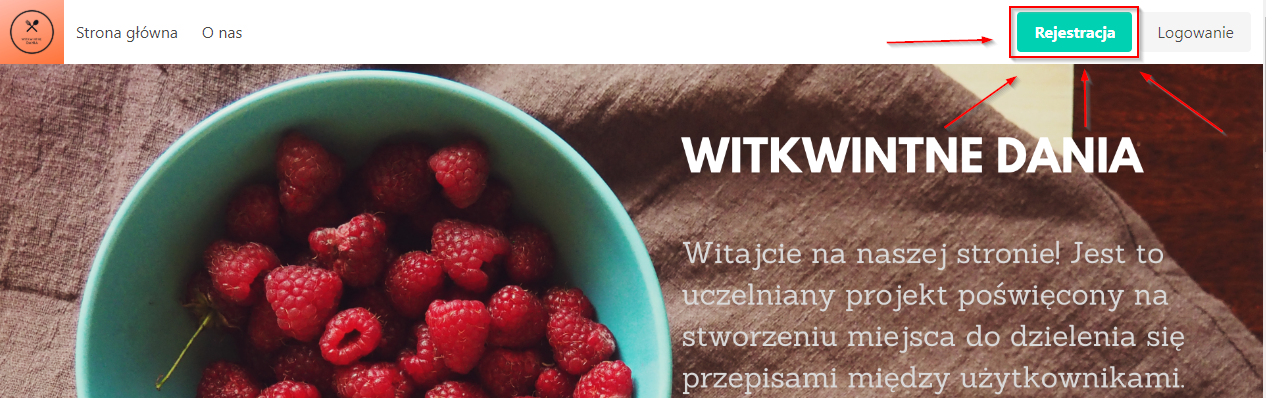 Strona główna
O nas
Rejestracja
Logowanie
WITKWINTNE DANIA
Witajcie na naszej stronie! Jest to
uczelniany projekt poświęcony na
stworzeniu miejsca do dzielenia się
przepisami między użytkownikami.